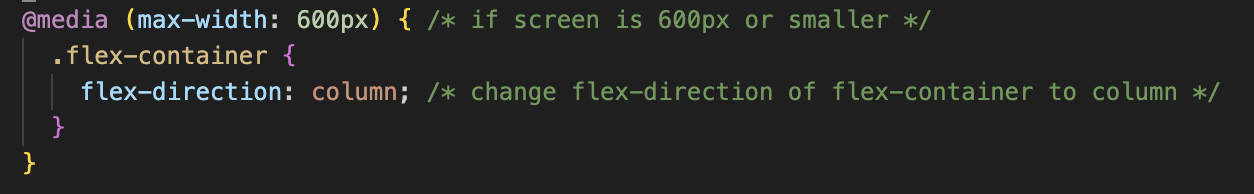 @media (max-width: 600px) { /* if screen is 600px or smaller */
.flex-container {
flex-direction: column; /* change flex-direction of flex-container to column */
}
}